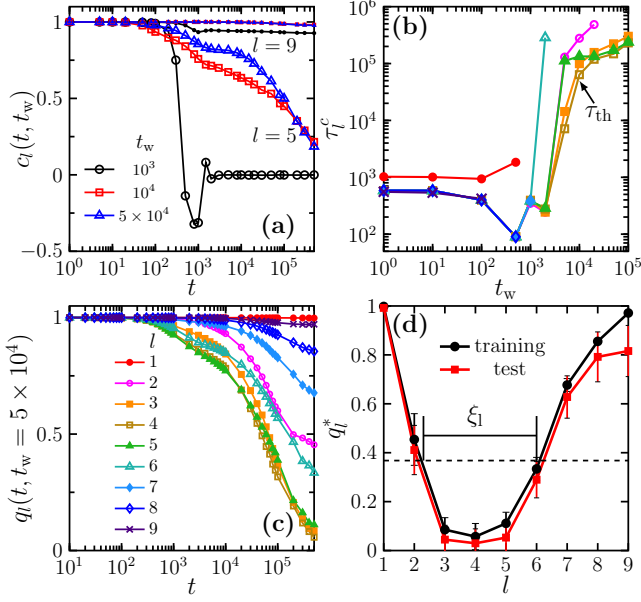 1
0.5
0
−0.5
c_l(t, t_w)
l = 9
l = 5
t_w
10^3
10^4
5 × 10^4
(a)
10^0 10^1 10^2 10^3 10^4 10^5
t
10^6
10^5
10^4
10^3
10^2
τ_l^c
(b)
τ_th
10^0 10^1 10^2 10^3 10^4 10^5
t_w
1
0.5
0
q_l(t, t_w = 5 × 10^4)
l
1
2
3
4
5
6
7
8
9
(c)
10^1 10^2 10^3 10^4 10^5
t
1
0.8
0.6
0.4
0.2
0
q_l^*
(d)
training
test
ξ_l
1 2 3 4 5 6 7 8 9
l